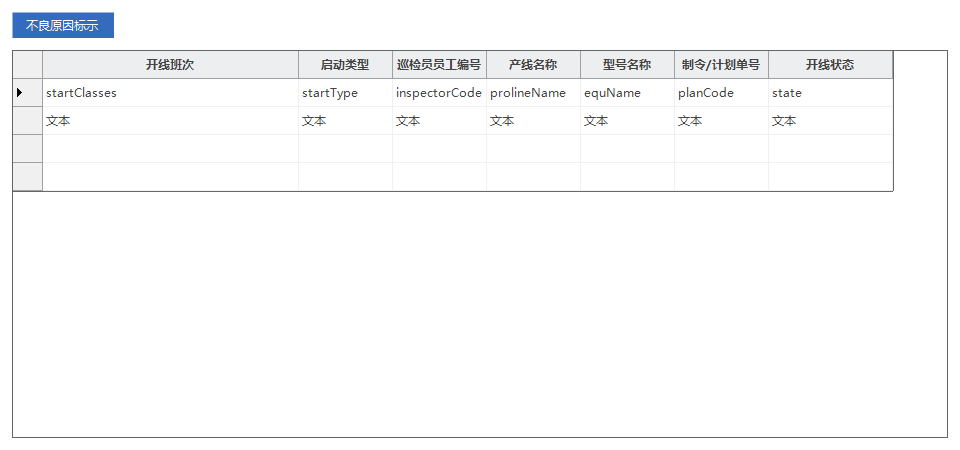 不良原因标示
开线班次 启动类型 巡检员员工编号 产线名称 型号名称 制令/计划单号 开线状态
startClasses startType inspectorCode prolineName equName planCode state
文本 文本 文本 文本 文本 文本 文本